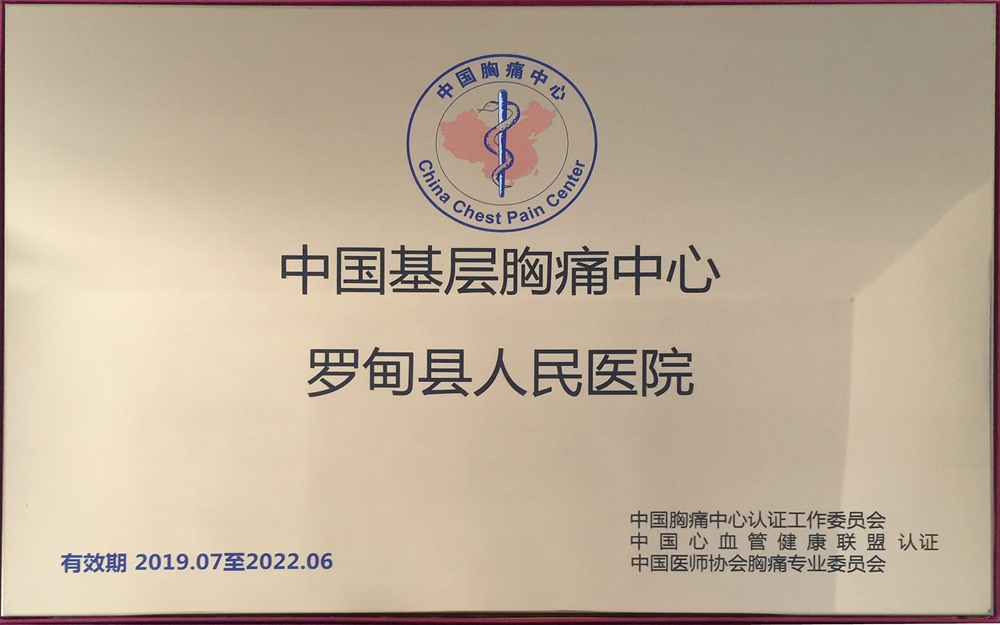 中国胸痛中心
China Chest Pain Center
中国基层胸痛中心
罗甸县人民医院
有效期 2019.07至2022.06
中国胸痛中心认证工作委员会
中国心血管健康联盟 认证
中国医师协会胸痛专业委员会